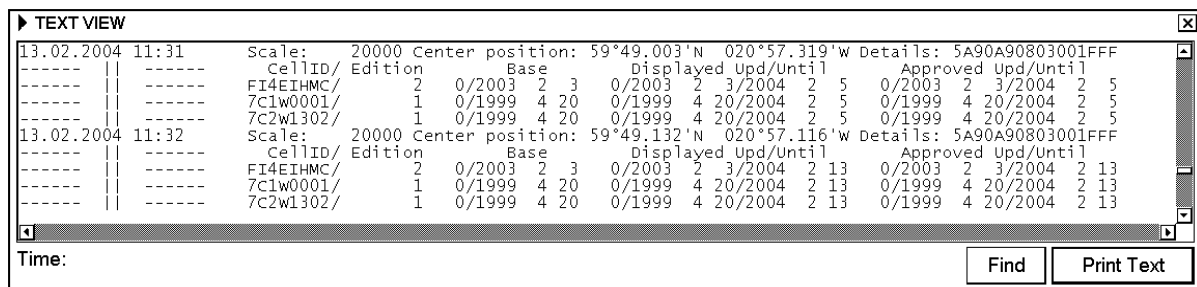 TEXT VIEW
13.02.2004 11:31 Scale: 20000 Center position: 59°49.003'N 020°57.319'W Details: 5A90A90803001FFF
------ || ------ CellID/ Edition Base Displayed Upd/Until Approved Upd/Until
------ || ------ FI4EIHMC/ 2 0/2003 2 3 0/2003 2 3/2004 2 5 0/2003 2 3/2004 2 5
------ || ------ 7C1W0001/ 1 0/1999 4 20 0/1999 4 20/2004 2 5 0/1999 4 20/2004 2 5
------ || ------ 7C2W1302/ 1 0/1999 4 20 0/1999 4 20/2004 2 5 0/1999 4 20/2004 2 5
13.02.2004 11:32 Scale: 20000 Center position: 59°49.132'N 020°57.116'W Details: 5A90A90803001FFF
------ || ------ CellID/ Edition Base Displayed Upd/Until Approved Upd/Until
------ || ------ FI4EIHMC/ 2 0/2003 2 3 0/2003 2 3/2004 2 13 0/2003 2 3/2004 2 13
------ || ------ 7C1W0001/ 1 0/1999 4 20 0/1999 4 20/2004 2 13 0/1999 4 20/2004 2 13
------ || ------ 7C2W1302/ 1 0/1999 4 20 0/1999 4 20/2004 2 13 0/1999 4 20/2004 2 13
Time: Find Print Text